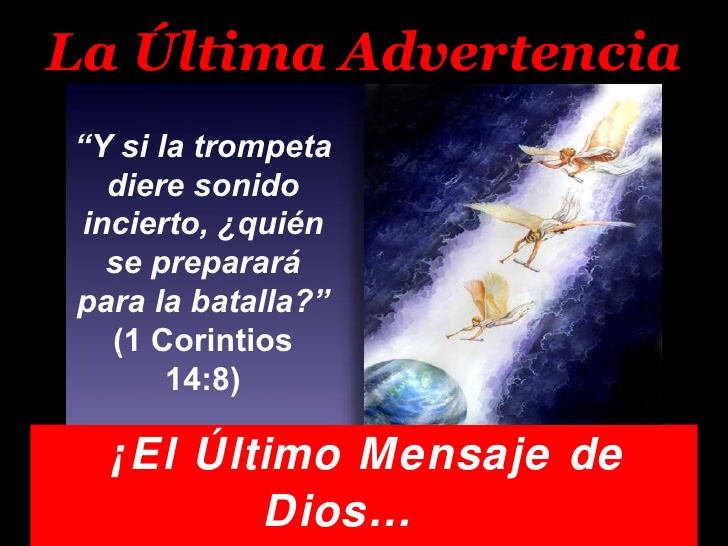 La Última Advertencia
“Y si la trompeta
diere sonido
incierto, ¿quién
se preparará
para la batalla?”
(1 Corintios
14:8)
¡El Último Mensaje de
Dios...